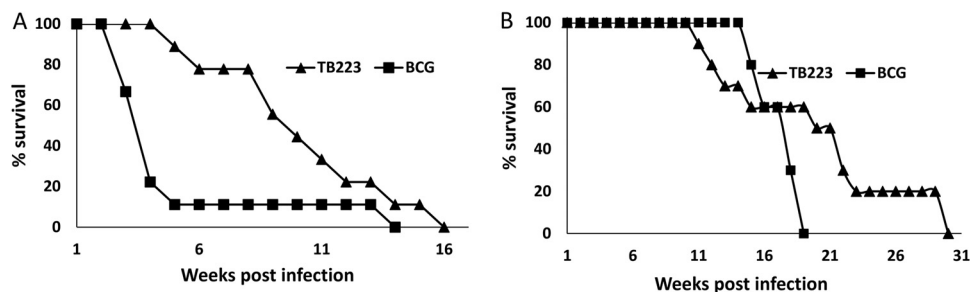 A
100
80
60
40
20
0
% survival
TB223 BCG
1 6 11 16
Weeks post infection
B
100
80
60
40
20
0
% survival
TB223 BCG
1 6 11 16 21 26 31
Weeks post infection